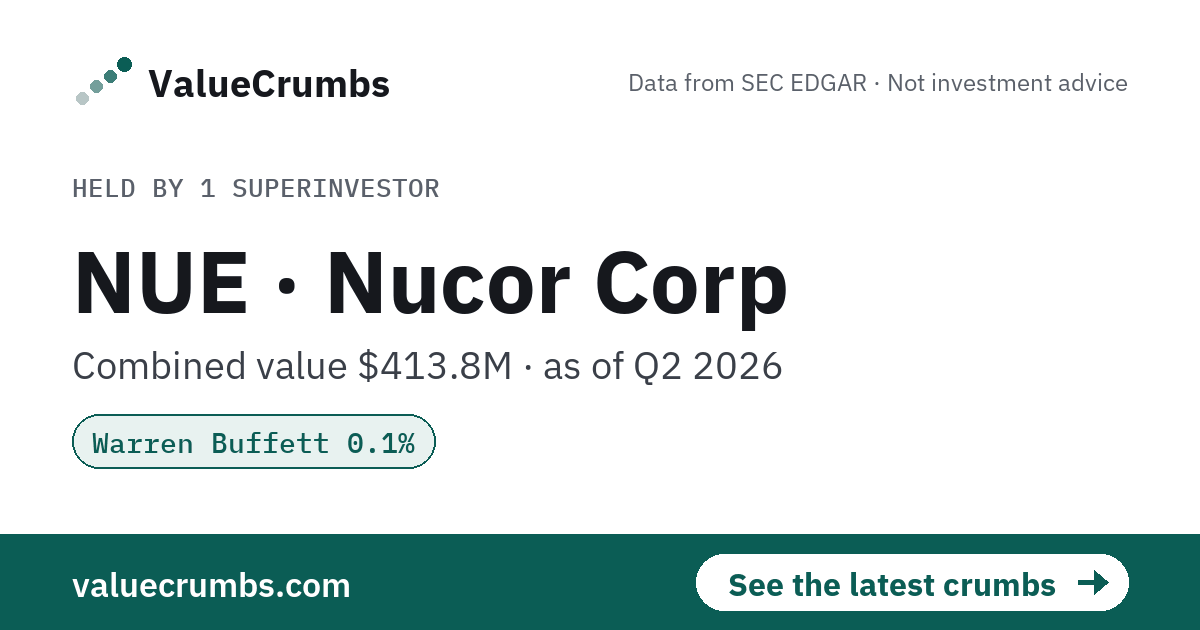 ValueCrumbs
Data from SEC EDGAR · Not investment advice
HELD BY 1 SUPERINVESTOR
NUE · Nucor Corp
Combined value $413.8M · as of Q2 2026
Warren Buffett 0.1%
valuecrumbs.com
See the latest crumbs